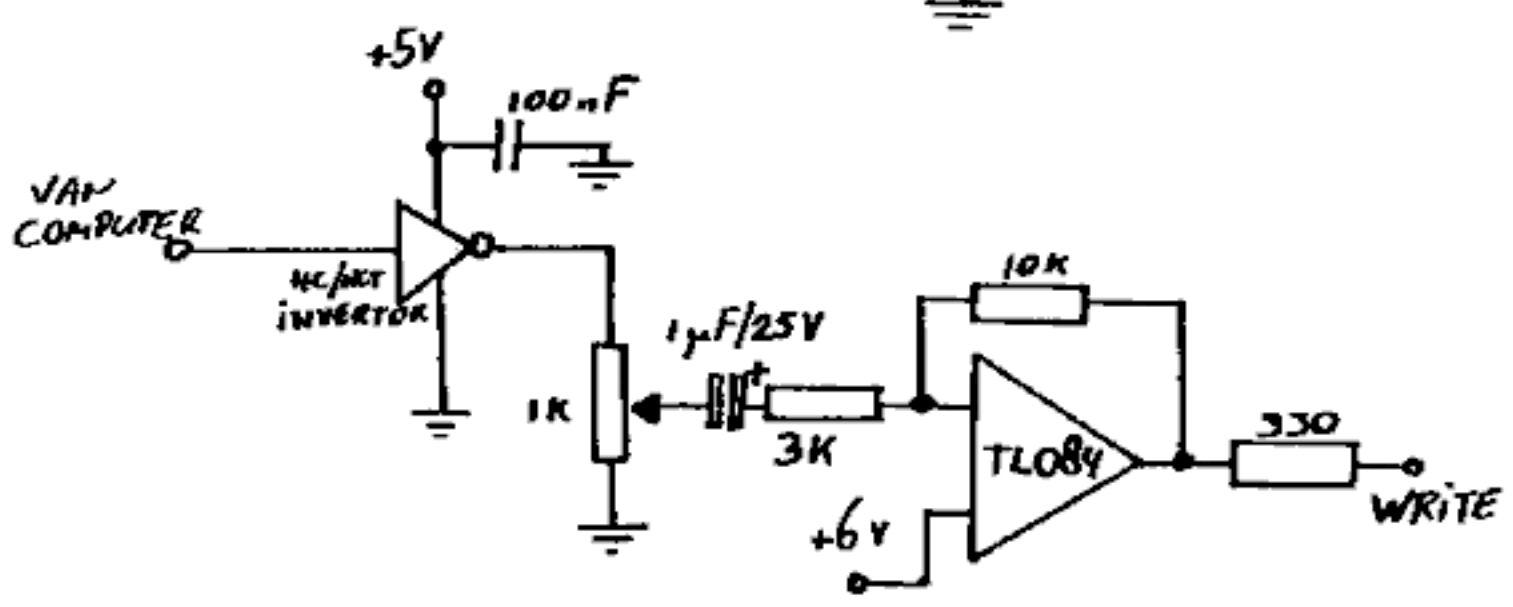 +5V
100nF
VAN
COMPUTER
HC/HCT
iNVERTOR
1µF/25V
+
10K
1K
3K
TL084
330
+6V
WRiTE